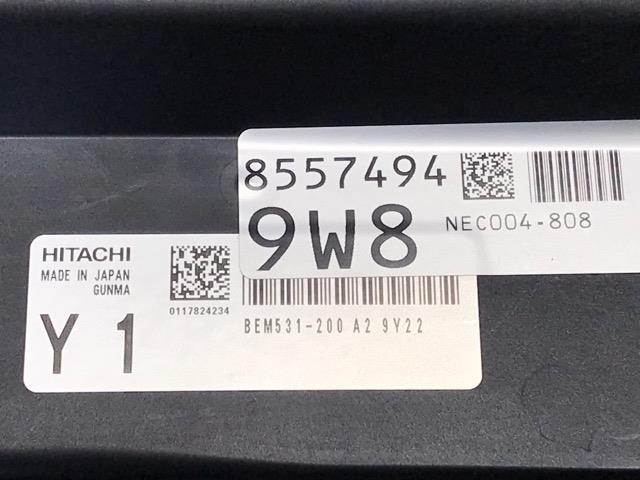 8557494
9W8
NEC004-808
HITACHI
MADE IN JAPAN
GUNMA
0117824234
Y 1
BEM531-200 A2 9Y22